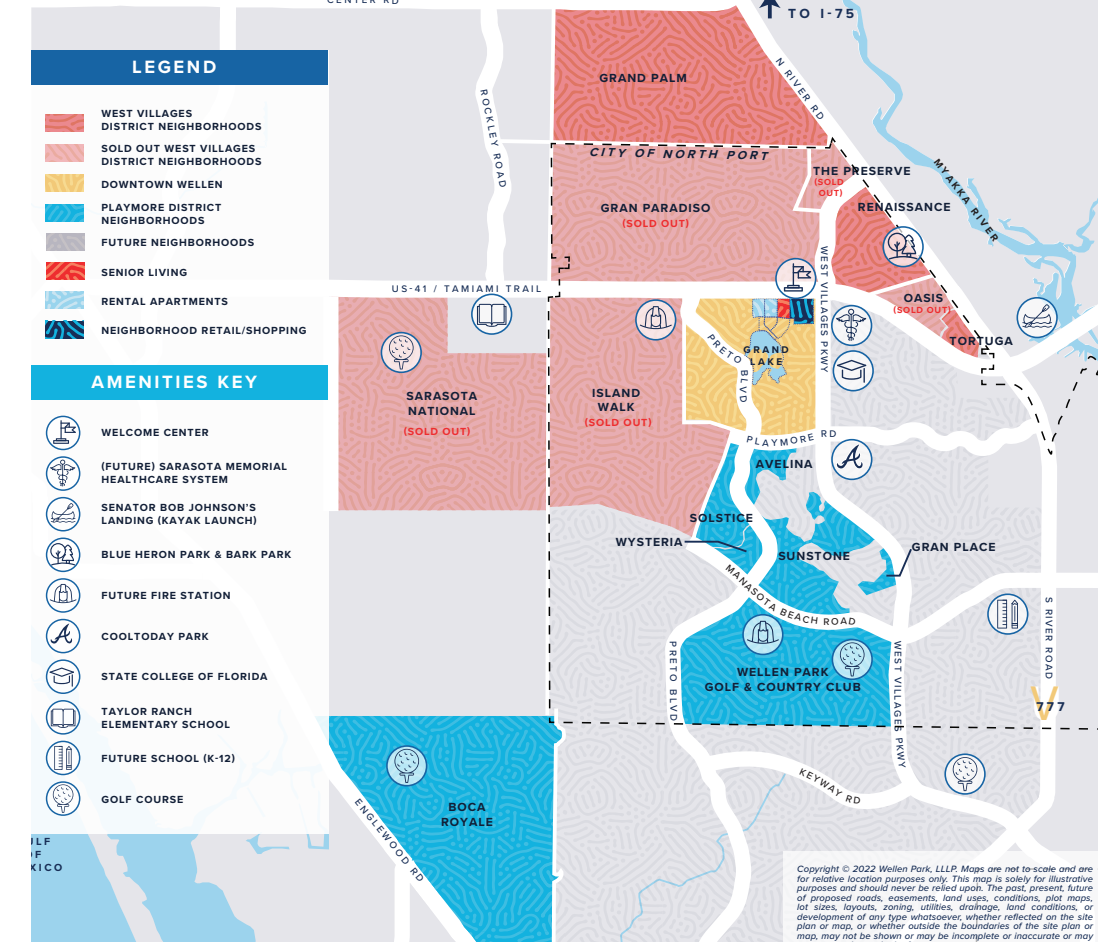 CENTER RD
TO I-75
LEGEND
WEST VILLAGES
DISTRICT NEIGHBORHOODS
SOLD OUT WEST VILLAGES
DISTRICT NEIGHBORHOODS
DOWNTOWN WELLEN
PLAYMORE DISTRICT
NEIGHBORHOODS
FUTURE NEIGHBORHOODS
SENIOR LIVING
RENTAL APARTMENTS
NEIGHBORHOOD RETAIL/SHOPPING
AMENITIES KEY
WELCOME CENTER
(FUTURE) SARASOTA MEMORIAL
HEALTHCARE SYSTEM
SENATOR BOB JOHNSON'S
LANDING (KAYAK LAUNCH)
BLUE HERON PARK & BARK PARK
FUTURE FIRE STATION
COOLTODAY PARK
STATE COLLEGE OF FLORIDA
TAYLOR RANCH
ELEMENTARY SCHOOL
FUTURE SCHOOL (K-12)
GOLF COURSE
ULF
OF
XICO
ROCKLEY ROAD
GRAND PALM
N RIVER RD
CITY OF NORTH PORT
THE PRESERVE
(SOLD
OUT)
MYAKKA RIVER
GRAN PARADISO
(SOLD OUT)
RENAISSANCE
WEST VILLAGES PKWY
US-41 / TAMIAMI TRAIL
OASIS
(SOLD OUT)
TORTUGA
GRAND
LAKE
PRETO BLVD
SARASOTA
NATIONAL
(SOLD OUT)
ISLAND
WALK
(SOLD OUT)
PLAYMORE RD
AVELINA
SOLSTICE
WYSTERIA
SUNSTONE
GRAN PLACE
MANASOTA BEACH ROAD
S RIVER ROAD
PRETO BLVD
WELLEN PARK
GOLF & COUNTRY CLUB
WEST VILLAGES PKWY
777
KEYWAY RD
BOCA
ROYALE
ENGLEWOOD RD
Copyright © 2022 Wellen Park, LLLP. Maps are not to scale and are
for relative location purposes only. This map is solely for illustrative
purposes and should never be relied upon. The past, present, future
of proposed roads, easements, land uses, conditions, plot maps,
lot sizes, layouts, zoning, utilities, drainage, land conditions, or
development of any type whatsoever, whether reflected on the site
plan or map, or whether outside the boundaries of the site plan or
map, may not be shown or may be incomplete or inaccurate or may